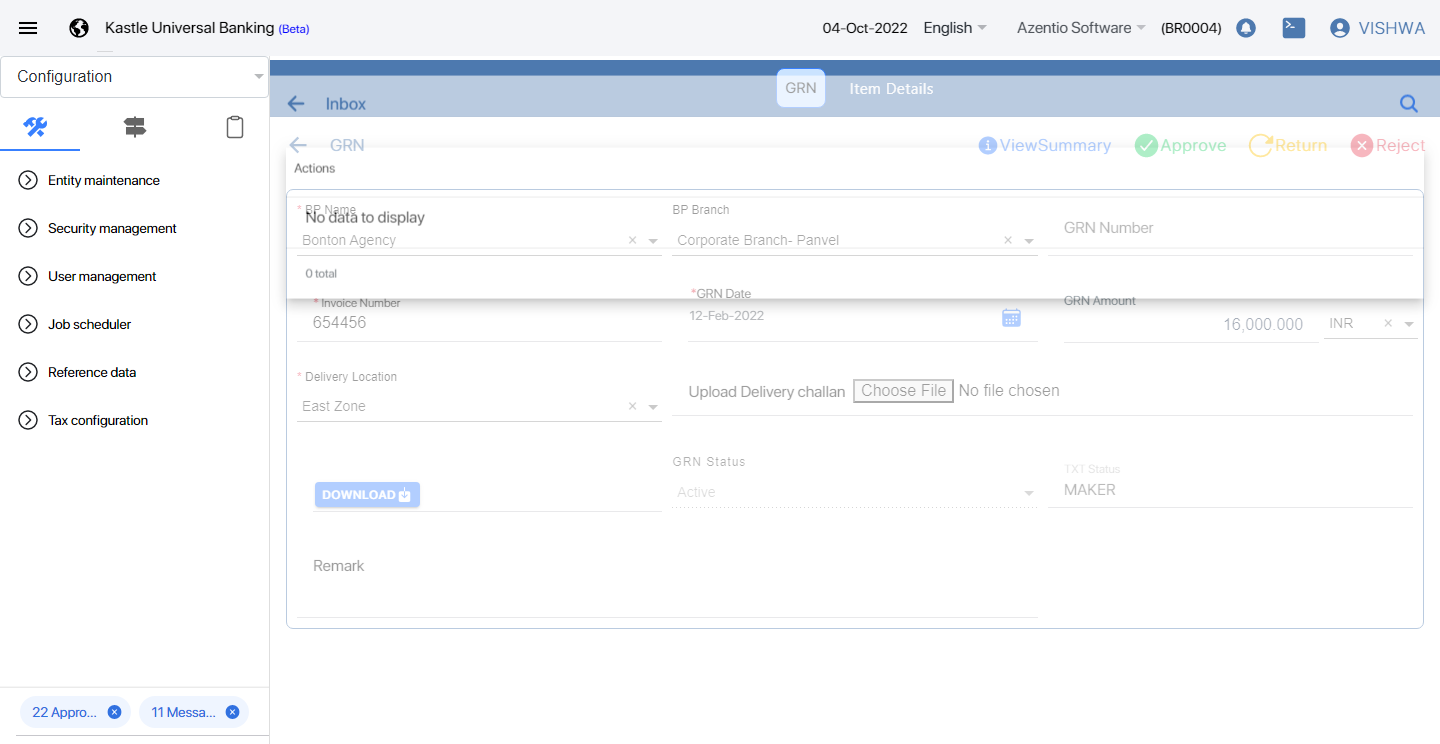 Kastle Universal Banking (Beta)
04-Oct-2022 English Azentio Software (BR0004) VISHWA
Configuration
Entity maintenance
Security management
User management
Job scheduler
Reference data
Tax configuration
22 Appro...
11 Messa...
GRN Item Details
Inbox
GRN
ViewSummary Approve Return Reject
Actions
* BP Name
No data to display
Bonton Agency
BP Branch
Corporate Branch- Panvel
GRN Number
0 total
* Invoice Number
654456
*GRN Date
12-Feb-2022
GRN Amount
16,000.000 INR
* Delivery Location
East Zone
Upload Delivery challan Choose File No file chosen
DOWNLOAD
GRN Status
Active
TXT Status
MAKER
Remark